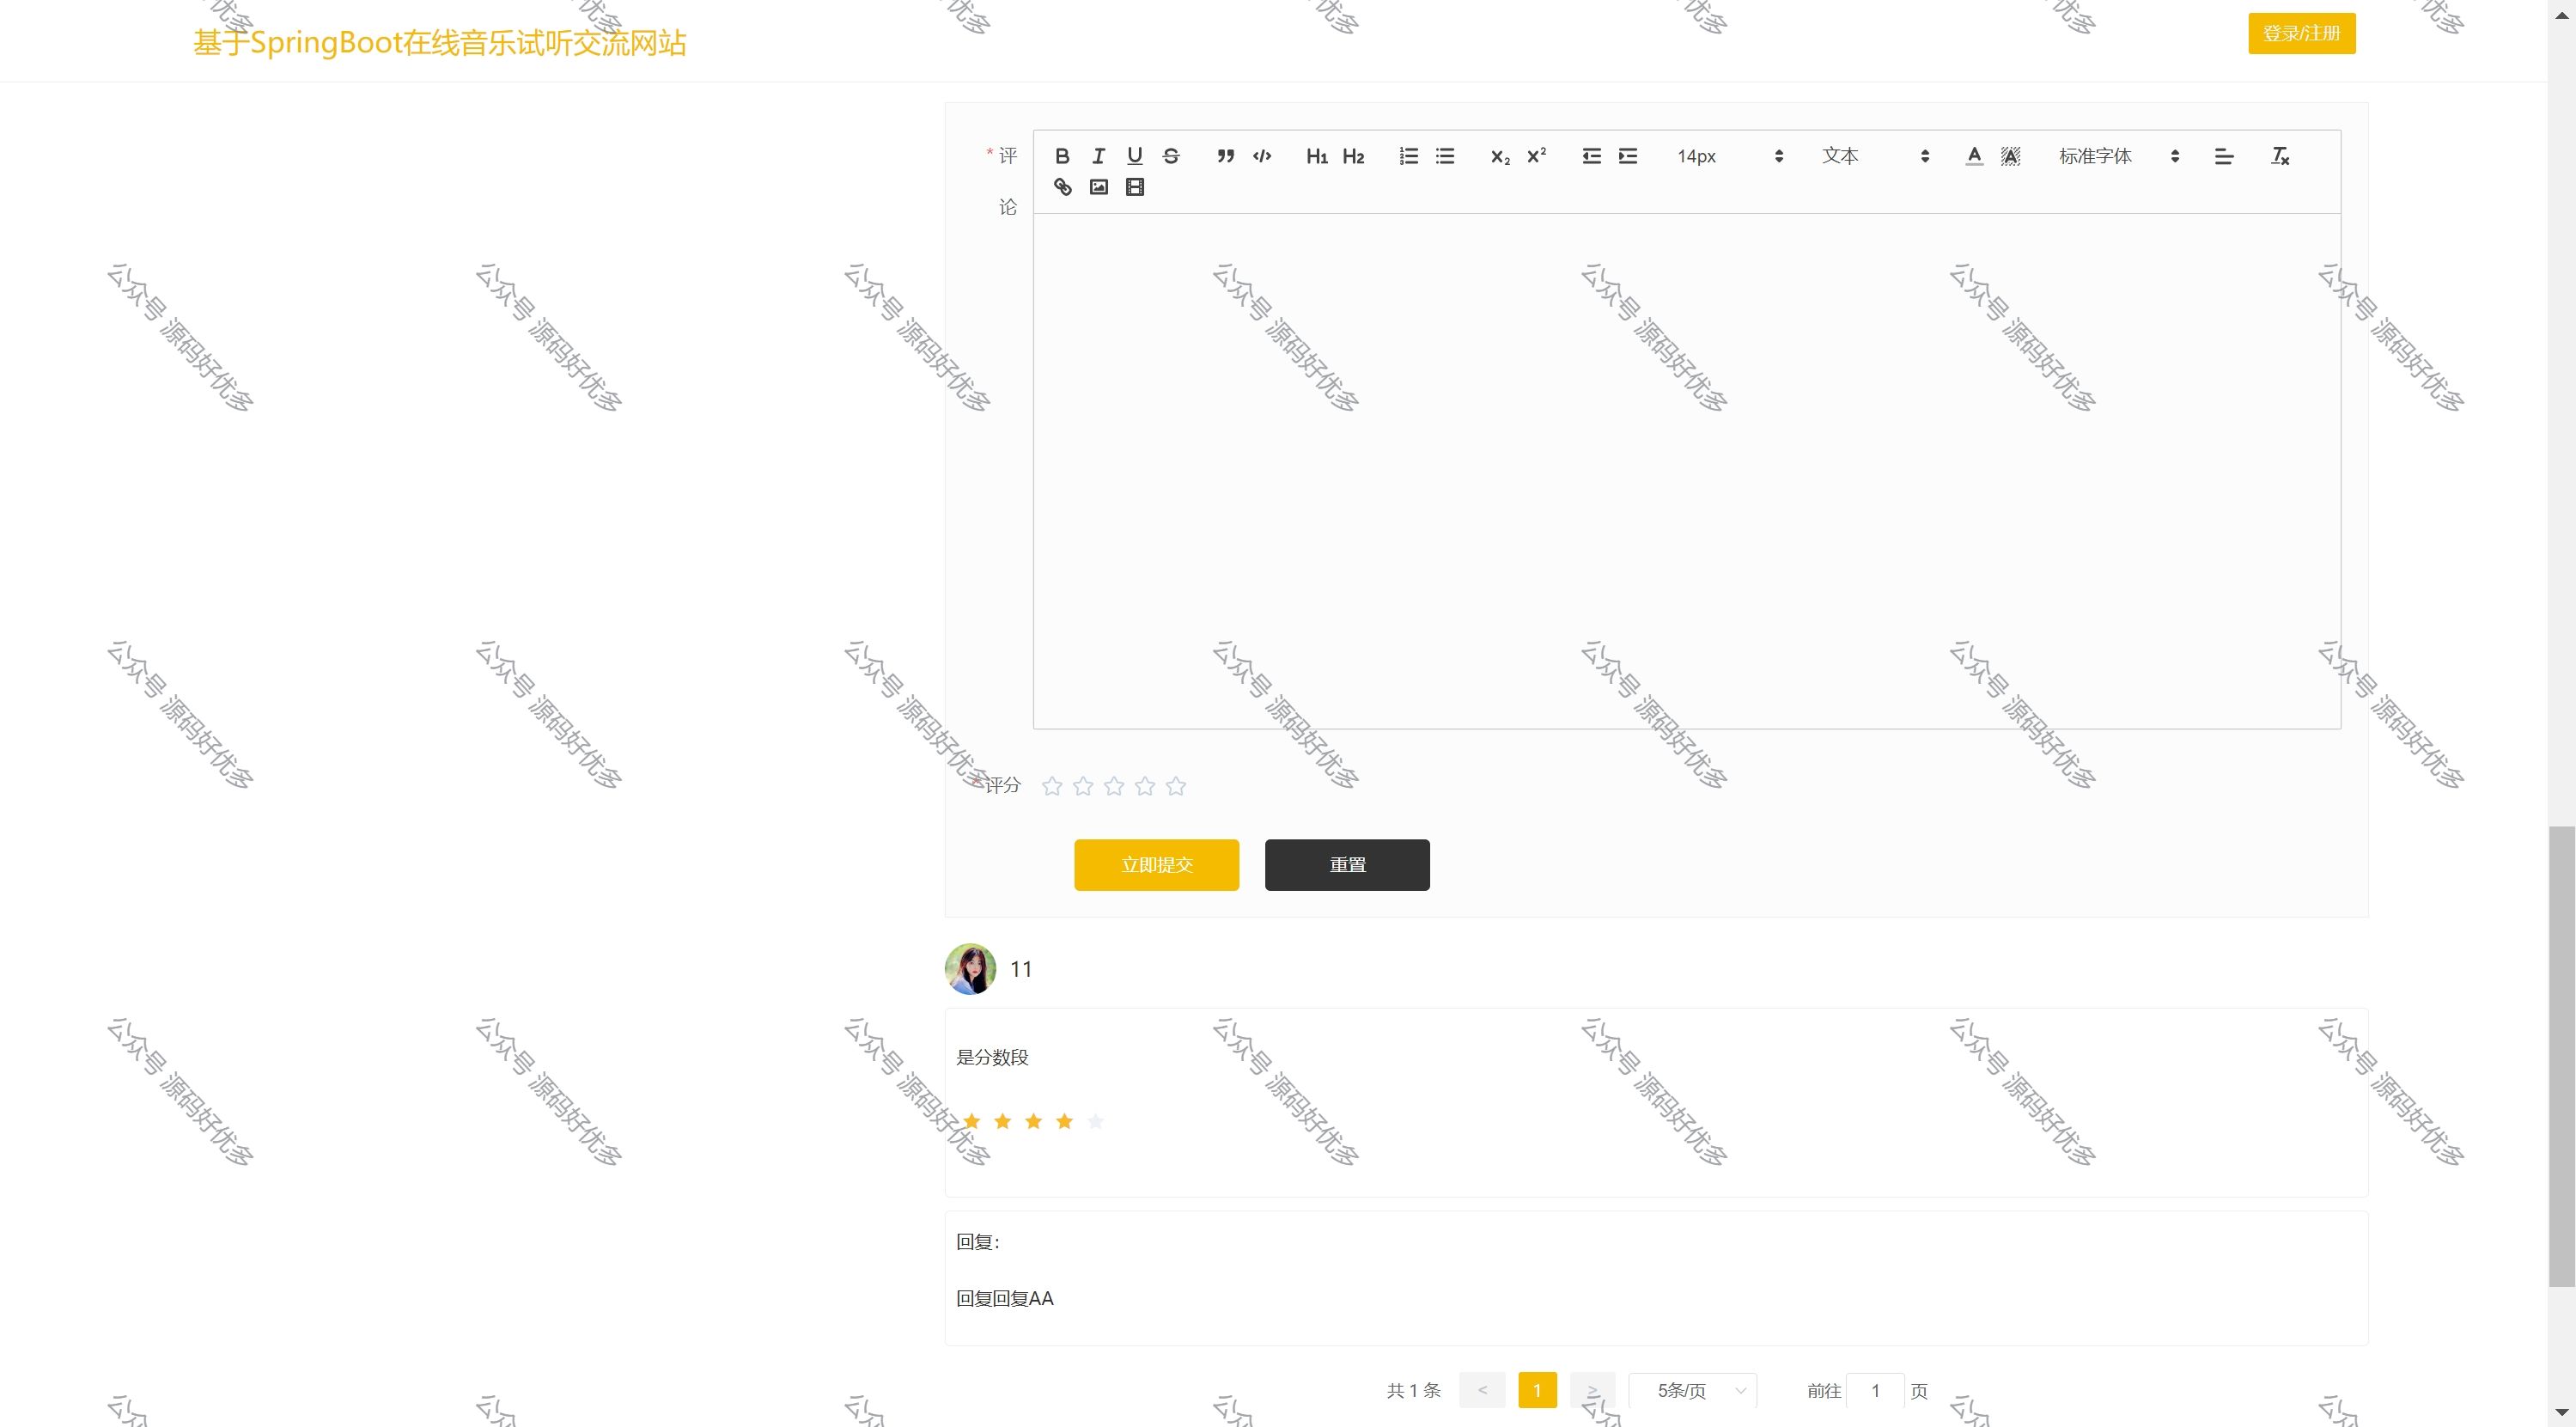 基于SpringBoot在线音乐试听交流网站
登录/注册
* 评论
B I U S H1 H2 x₂ x² 14px 文本 A A 标准字体
* 评分
立即提交 重置
11
是分数段
回复：
回复回复AA
共 1 条 < 1 > 5条/页 前往 1 页
公众号 源码好优多